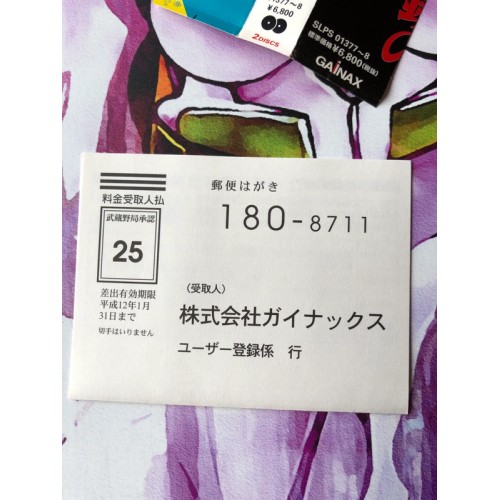 01377〜8
¥6,800
2DISCS
SLPS 01377〜8
標準価格¥6,800(税抜)
GAINAX
郵便はがき
料金受取人払
180-8711
武蔵野局承認
25
差出有効期限
平成12年1月
31日まで
切手はいりません
(受取人)
株式会社ガイナックス
ユーザー登録係 行